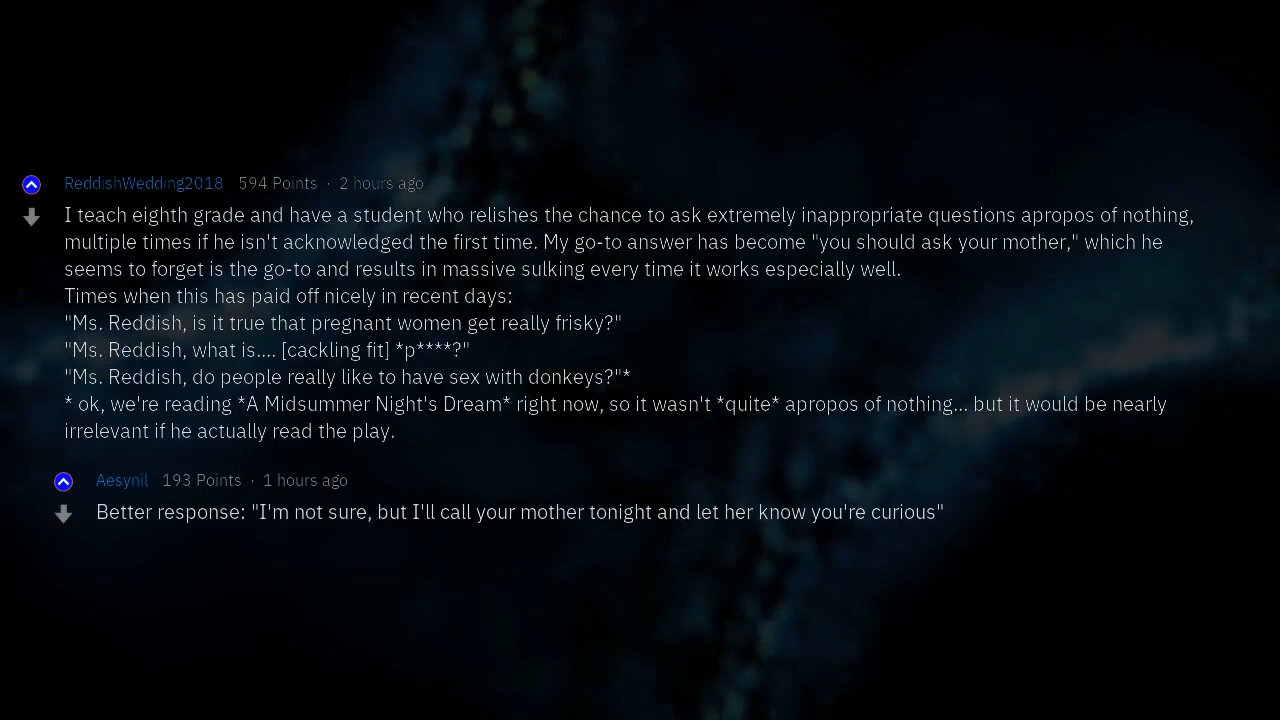 ReddishWedding2018 594 Points · 2 hours ago
I teach eighth grade and have a student who relishes the chance to ask extremely inappropriate questions apropos of nothing,
multiple times if he isn't acknowledged the first time. My go-to answer has become "you should ask your mother," which he
seems to forget is the go-to and results in massive sulking every time it works especially well.
Times when this has paid off nicely in recent days:
"Ms. Reddish, is it true that pregnant women get really frisky?"
"Ms. Reddish, what is.... [cackling fit] *p****?"
"Ms. Reddish, do people really like to have sex with donkeys?"*
* ok, we're reading *A Midsummer Night's Dream* right now, so it wasn't *quite* apropos of nothing... but it would be nearly
irrelevant if he actually read the play.
Aesynil 193 Points · 1 hours ago
Better response: "I'm not sure, but I'll call your mother tonight and let her know you're curious"